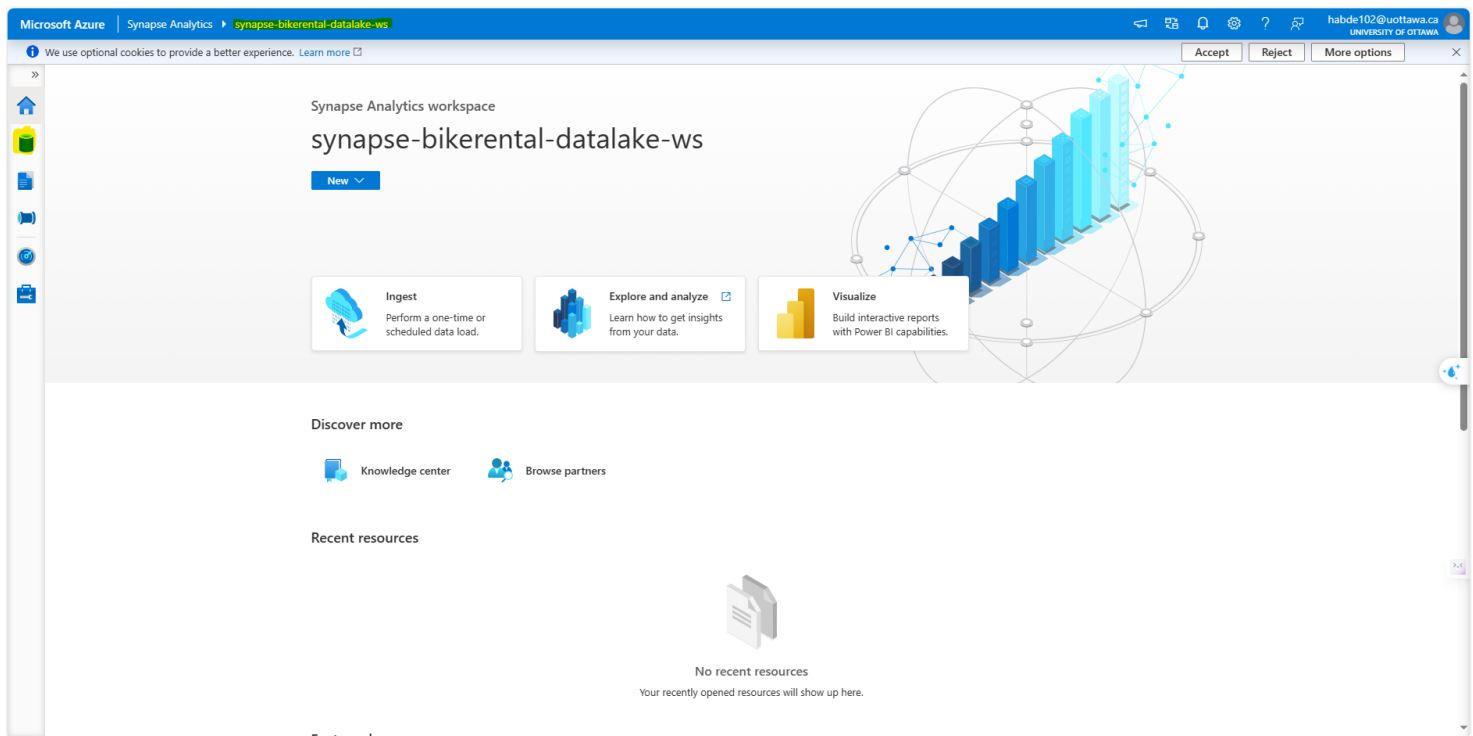 Microsoft Azure
Synapse Analytics
synapse-bikerental-datalake-ws
habde102@uottawa.ca
UNIVERSITY OF OTTAWA
We use optional cookies to provide a better experience. Learn more
Accept
Reject
More options
Synapse Analytics workspace
synapse-bikerental-datalake-ws
New
Ingest
Perform a one-time or
scheduled data load.
Explore and analyze
Learn how to get insights
from your data.
Visualize
Build interactive reports
with Power BI capabilities.
Discover more
Knowledge center
Browse partners
Recent resources
No recent resources
Your recently opened resources will show up here.